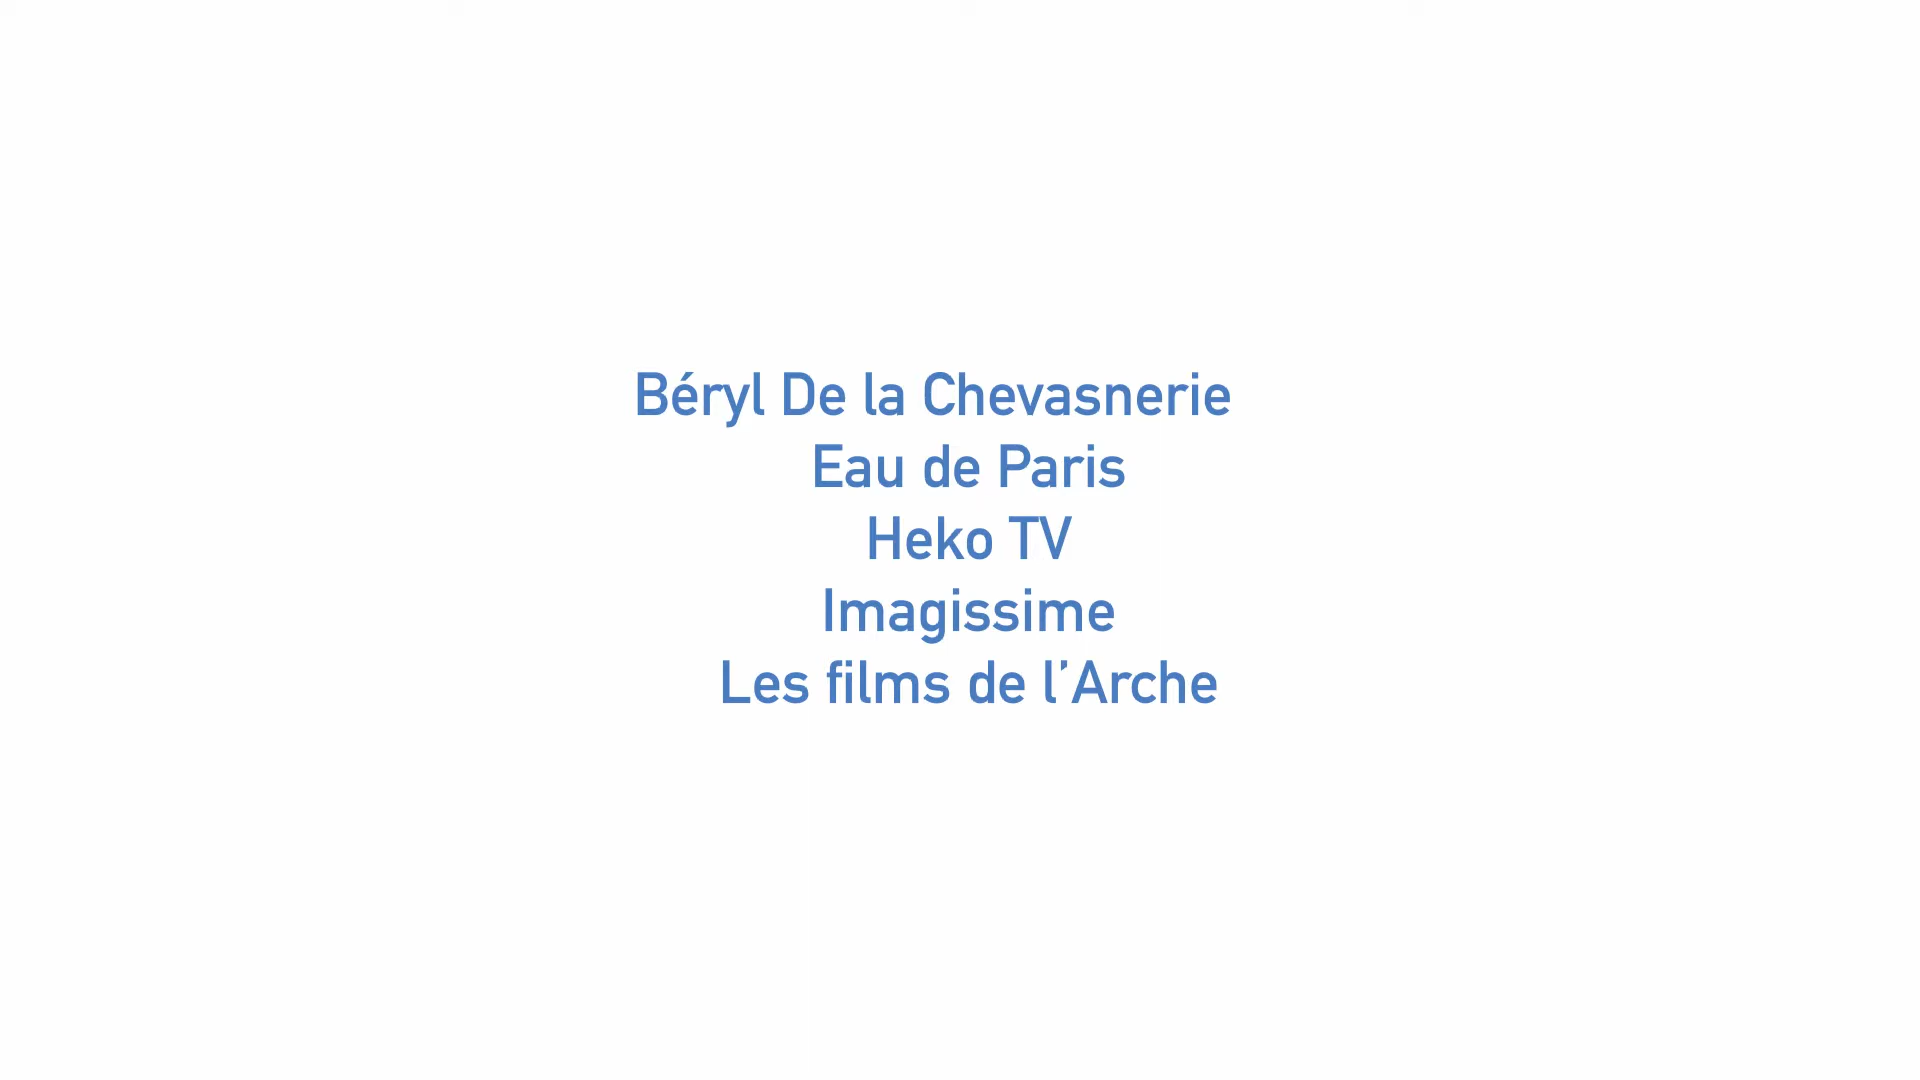 Béryl De la Chevasnerie
Eau de Paris
Heko TV
Imagissime
Les films de l’Arche